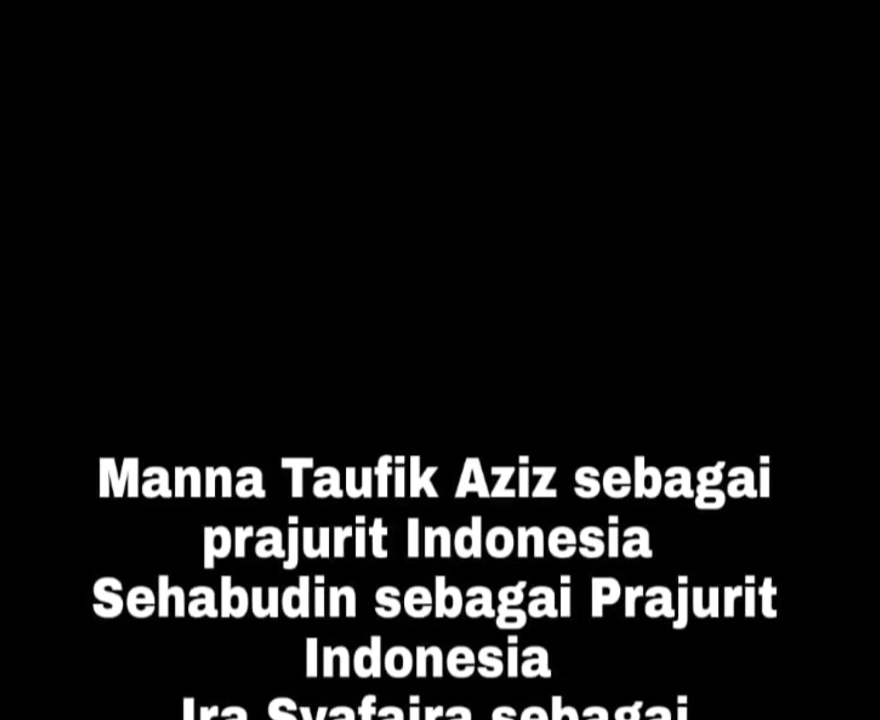 Manna Taufik Aziz sebagai
prajurit Indonesia
Sehabudin sebagai Prajurit
Indonesia
Ira Syafaira sebagai